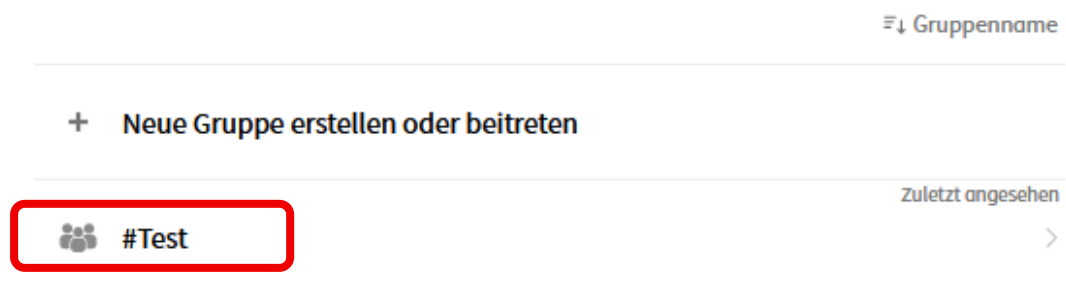 Gruppenname
Neue Gruppe erstellen oder beitreten
Zuletzt angesehen
#Test